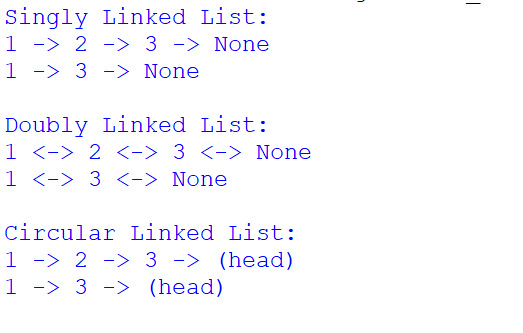 Singly Linked List:
1 -> 2 -> 3 -> None
1 -> 3 -> None
Doubly Linked List:
1 <-> 2 <-> 3 <-> None
1 <-> 3 <-> None
Circular Linked List:
1 -> 2 -> 3 -> (head)
1 -> 3 -> (head)